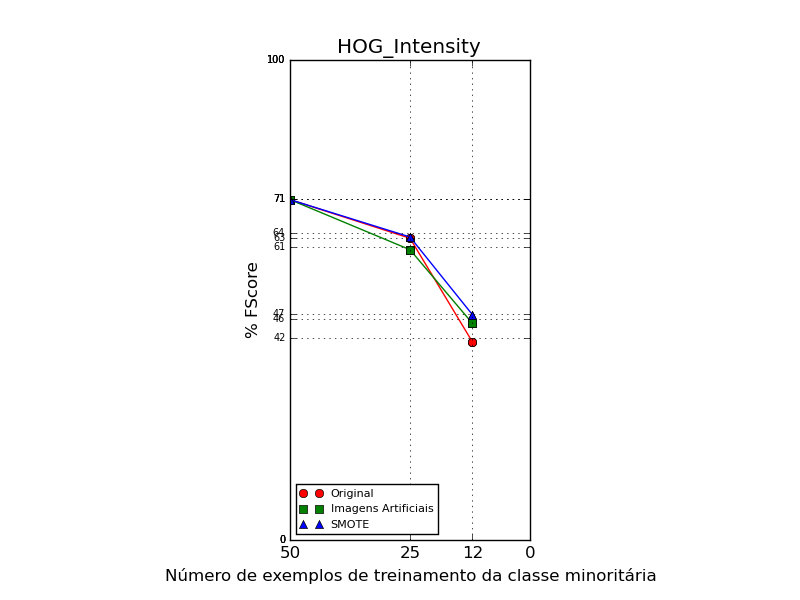 HOG_Intensity
100
71
64
63
61
47
46
42
0
% FScore
Original
Imagens Artificiais
SMOTE
50 25 12 0
Número de exemplos de treinamento da classe minoritária